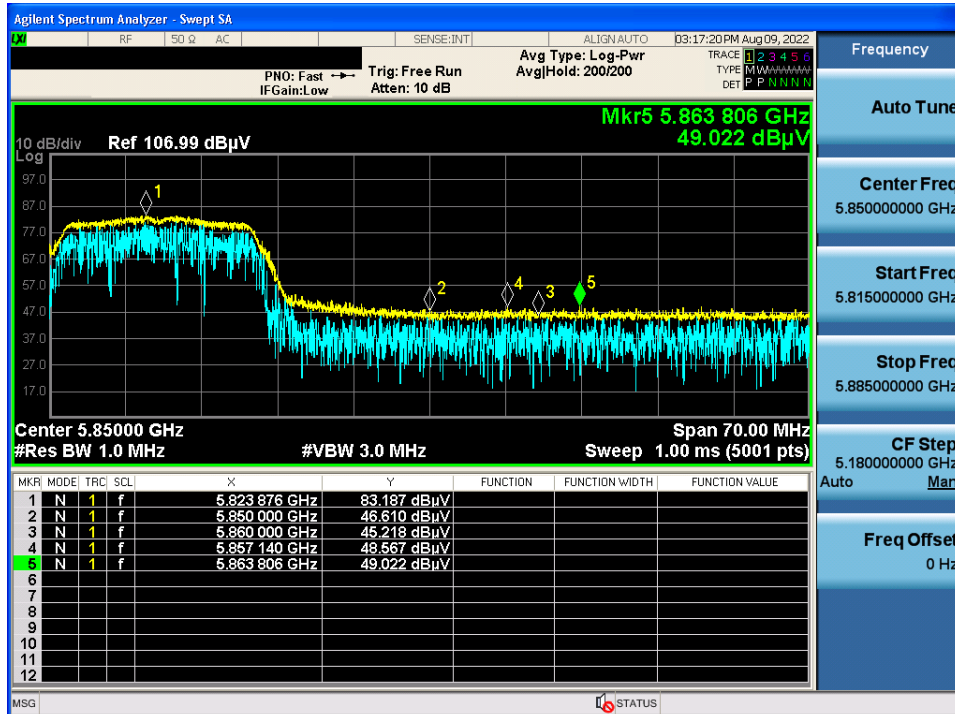 Agilent Spectrum Analyzer - Swept SA
LXI RF 50 Ω AC SENSE:INT ALIGN AUTO 03:17:20 PM Aug 09, 2022
PNO: Fast Trig: Free Run Avg Type: Log-Pwr TRACE 1 2 3 4 5 6
IFGain:Low Atten: 10 dB Avg|Hold: 200/200 TYPE M W
DET P P N N N N
Mkr5 5.863 806 GHz
49.022 dBµV
10 dB/div Ref 106.99 dBµV
Log
97.0
87.0
77.0
67.0
57.0
47.0
37.0
27.0
17.0
1
2
4
3
5
Center 5.85000 GHz Span 70.00 MHz
#Res BW 1.0 MHz #VBW 3.0 MHz Sweep 1.00 ms (5001 pts)
MKR MODE TRC SCL X Y FUNCTION FUNCTION WIDTH FUNCTION VALUE
1 N 1 f 5.823 876 GHz 83.187 dBµV
2 N 1 f 5.850 000 GHz 46.610 dBµV
3 N 1 f 5.860 000 GHz 45.218 dBµV
4 N 1 f 5.857 140 GHz 48.567 dBµV
5 N 1 f 5.863 806 GHz 49.022 dBµV
6
7
8
9
10
11
12
MSG STATUS
Frequency
Auto Tune
Center Freq
5.850000000 GHz
Start Freq
5.815000000 GHz
Stop Freq
5.885000000 GHz
CF Step
5.180000000 GHz
Auto Man
Freq Offset
0 Hz